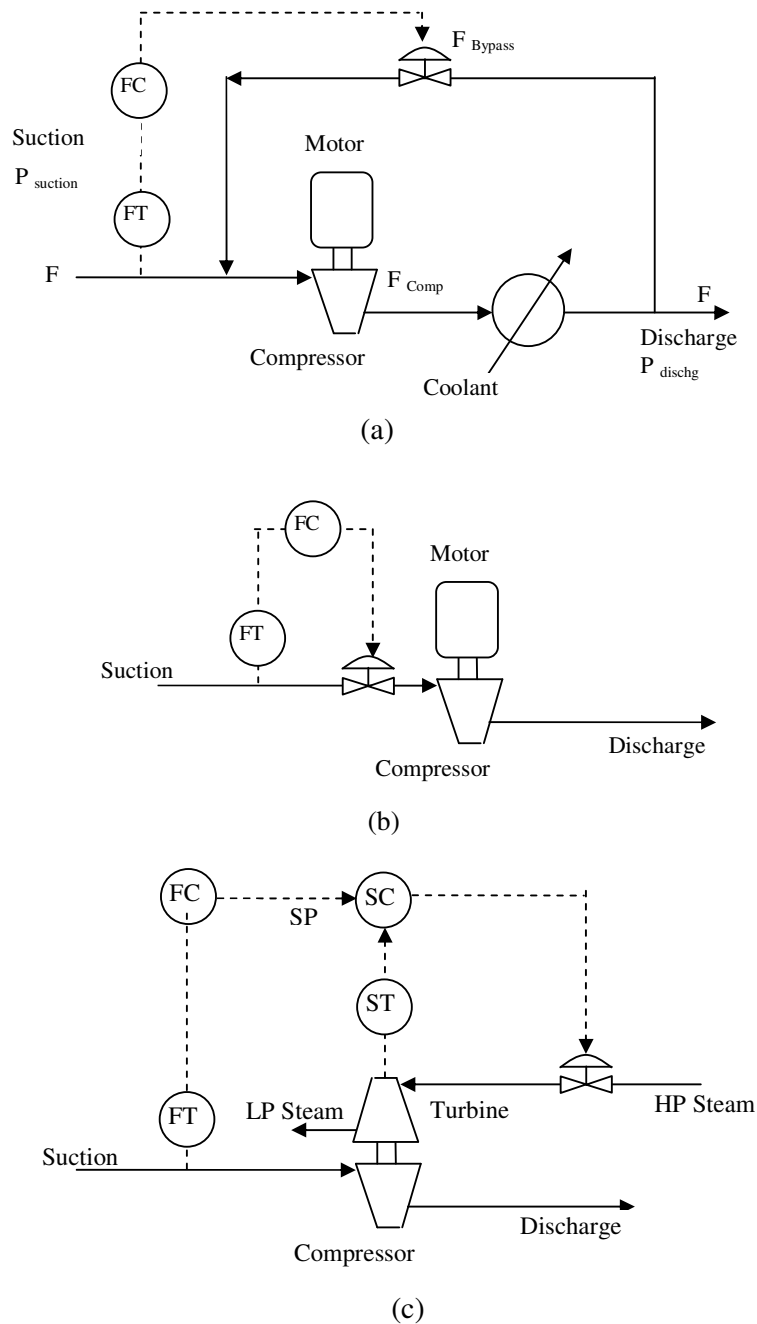 F Bypass
FC
Suction
P suction
Motor
FT
F
F Comp
F
Compressor
Discharge
P dischg
Coolant
(a)
FC
Motor
FT
Suction
Discharge
Compressor
(b)
FC
SC
SP
ST
FT
LP Steam
Turbine
HP Steam
Suction
Discharge
Compressor
(c)